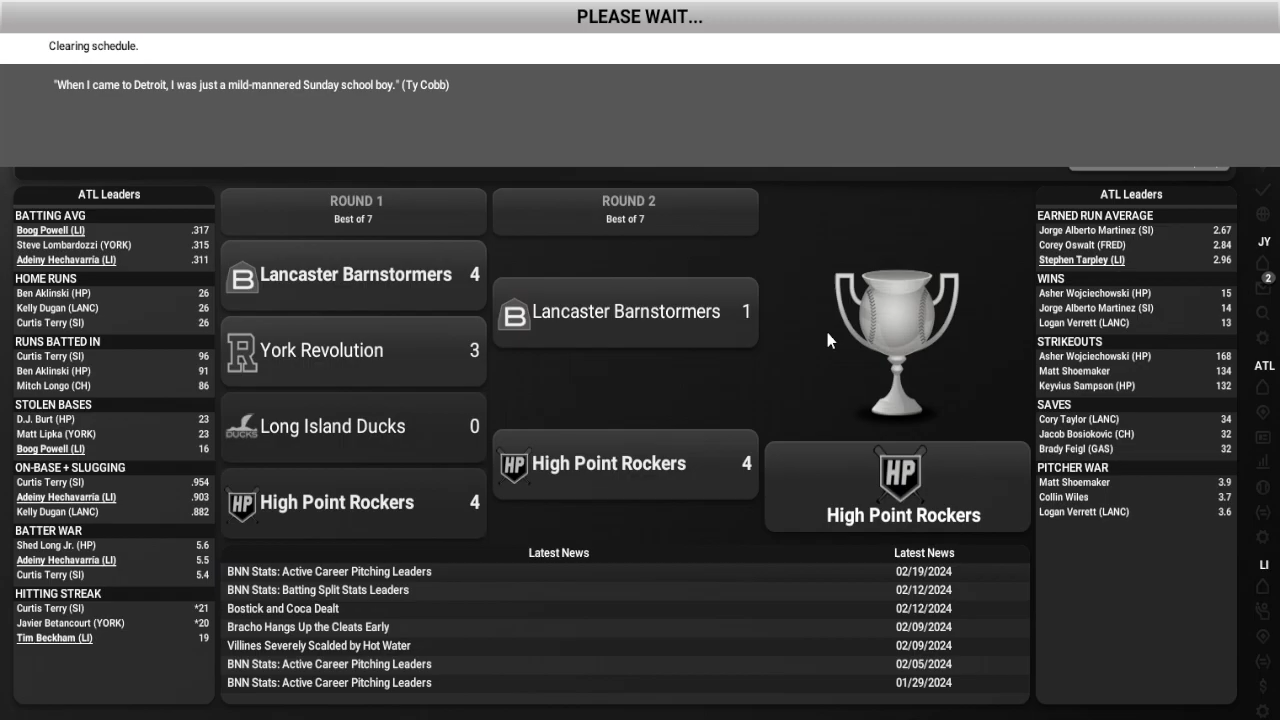 PLEASE WAIT...
Clearing schedule.
"When I came to Detroit, I was just a mild-mannered Sunday school boy." (Ty Cobb)
ATL Leaders
BATTING AVG
Boog Powell (LI) .317
Steve Lombardozzi (YORK) .315
Adeiny Hechavarría (LI) .311
HOME RUNS
Ben Aklinski (HP) 26
Kelly Dugan (LANC) 26
Curtis Terry (SI) 26
RUNS BATTED IN
Curtis Terry (SI) 96
Ben Aklinski (HP) 91
Mitch Longo (CH) 86
STOLEN BASES
D.J. Burt (HP) 23
Matt Lipka (YORK) 23
Boog Powell (LI) 16
ON-BASE + SLUGGING
Curtis Terry (SI) .954
Adeiny Hechavarría (LI) .903
Kelly Dugan (LANC) .882
BATTER WAR
Shed Long Jr. (HP) 5.6
Adeiny Hechavarría (LI) 5.5
Curtis Terry (SI) 5.4
HITTING STREAK
Curtis Terry (SI) *21
Javier Betancourt (YORK) *20
Tim Beckham (LI) 19
ROUND 1
Best of 7
B Lancaster Barnstormers 4
R York Revolution 3
DUCKS Long Island Ducks 0
HP High Point Rockers 4
ROUND 2
Best of 7
B Lancaster Barnstormers 1
HP High Point Rockers 4
HP
High Point Rockers
Latest News Latest News
BNN Stats: Active Career Pitching Leaders 02/19/2024
BNN Stats: Batting Split Stats Leaders 02/12/2024
Bostick and Coca Dealt 02/12/2024
Bracho Hangs Up the Cleats Early 02/09/2024
Villines Severely Scalded by Hot Water 02/09/2024
BNN Stats: Active Career Pitching Leaders 02/05/2024
BNN Stats: Active Career Pitching Leaders 01/29/2024
ATL Leaders
EARNED RUN AVERAGE
Jorge Alberto Martinez (SI) 2.67
Corey Oswalt (FRED) 2.84
Stephen Tarpley (LI) 2.96
WINS
Asher Wojciechowski (HP) 15
Jorge Alberto Martinez (SI) 14
Logan Verrett (LANC) 13
STRIKEOUTS
Asher Wojciechowski (HP) 168
Matt Shoemaker 134
Keyvius Sampson (HP) 132
SAVES
Cory Taylor (LANC) 34
Jacob Bosiokovic (CH) 32
Brady Feigl (GAS) 32
PITCHER WAR
Matt Shoemaker 3.9
Collin Wiles 3.7
Logan Verrett (LANC) 3.6
JY
2
ATL
LI